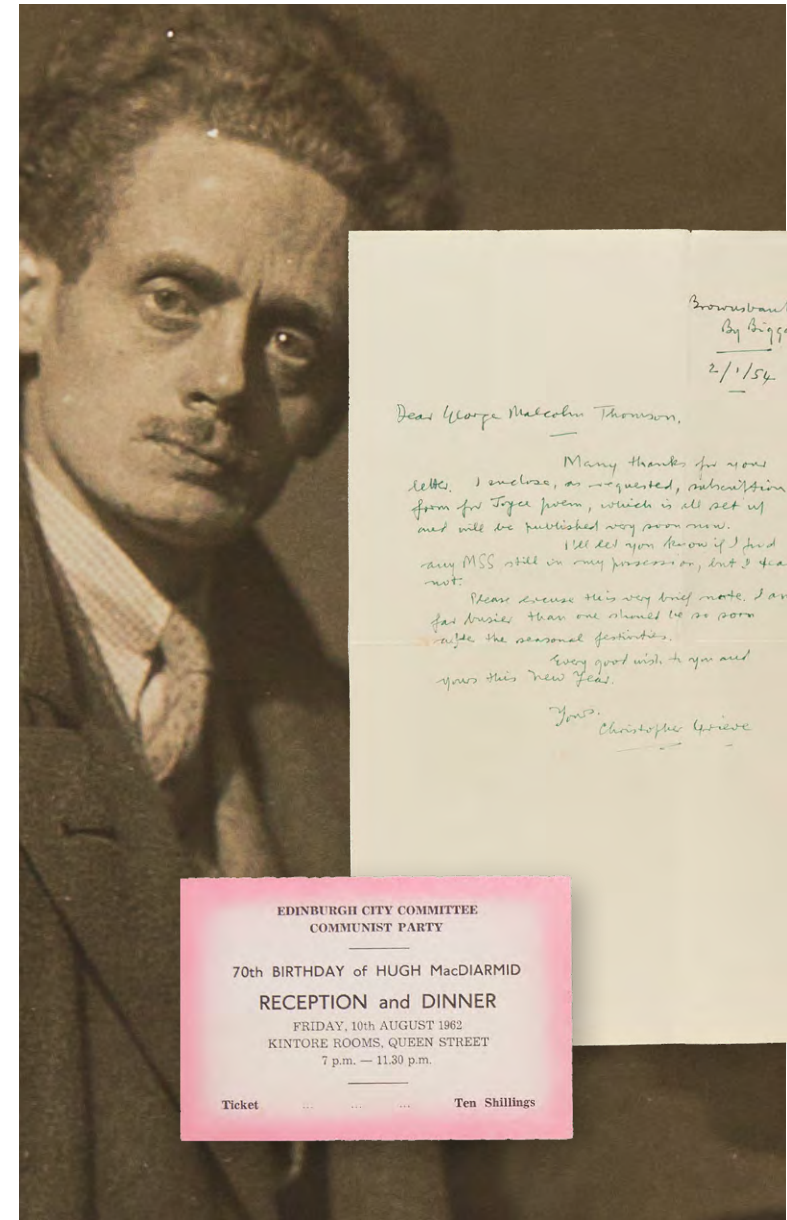 Brownsban
By Bigga
2/1/54
Dear George Malcolm Thomson,
Many thanks for your
letter. I enclose, as requested, subscription
from for Joyce poem, which is all set up
and will be published very soon now.
I'll let you know if I find
any MSS still in my possession, but I fea
not.
Please excuse this very brief note. I am
far busier than one should be so soon
after the seasonal festivities.
Every good wish to you and
yours this New Year.
Yours.
Christopher Grieve
EDINBURGH CITY COMMITTEE
COMMUNIST PARTY
70th BIRTHDAY of HUGH MacDIARMID
RECEPTION and DINNER
FRIDAY, 10th AUGUST 1962
KINTORE ROOMS, QUEEN STREET
7 p.m. — 11.30 p.m.
Ticket ... ... ... Ten Shillings